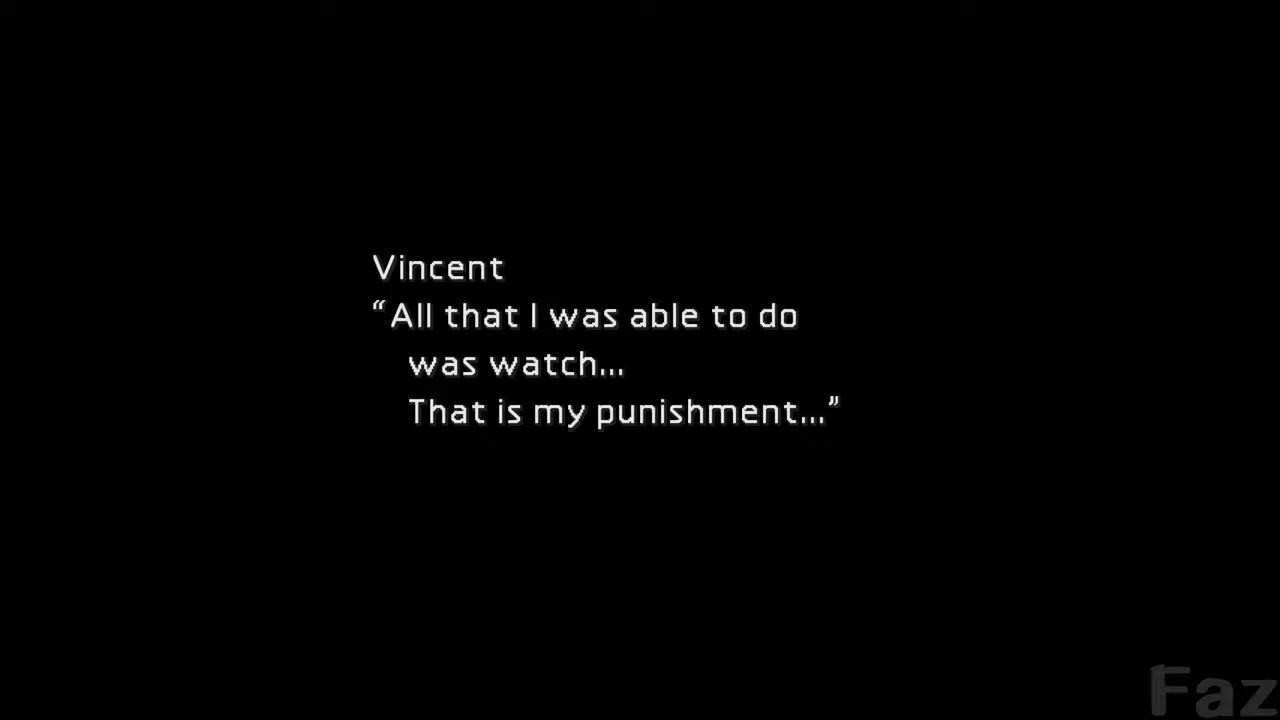 Vincent
“All that I was able to do
was watch...
That is my punishment...”
Faz